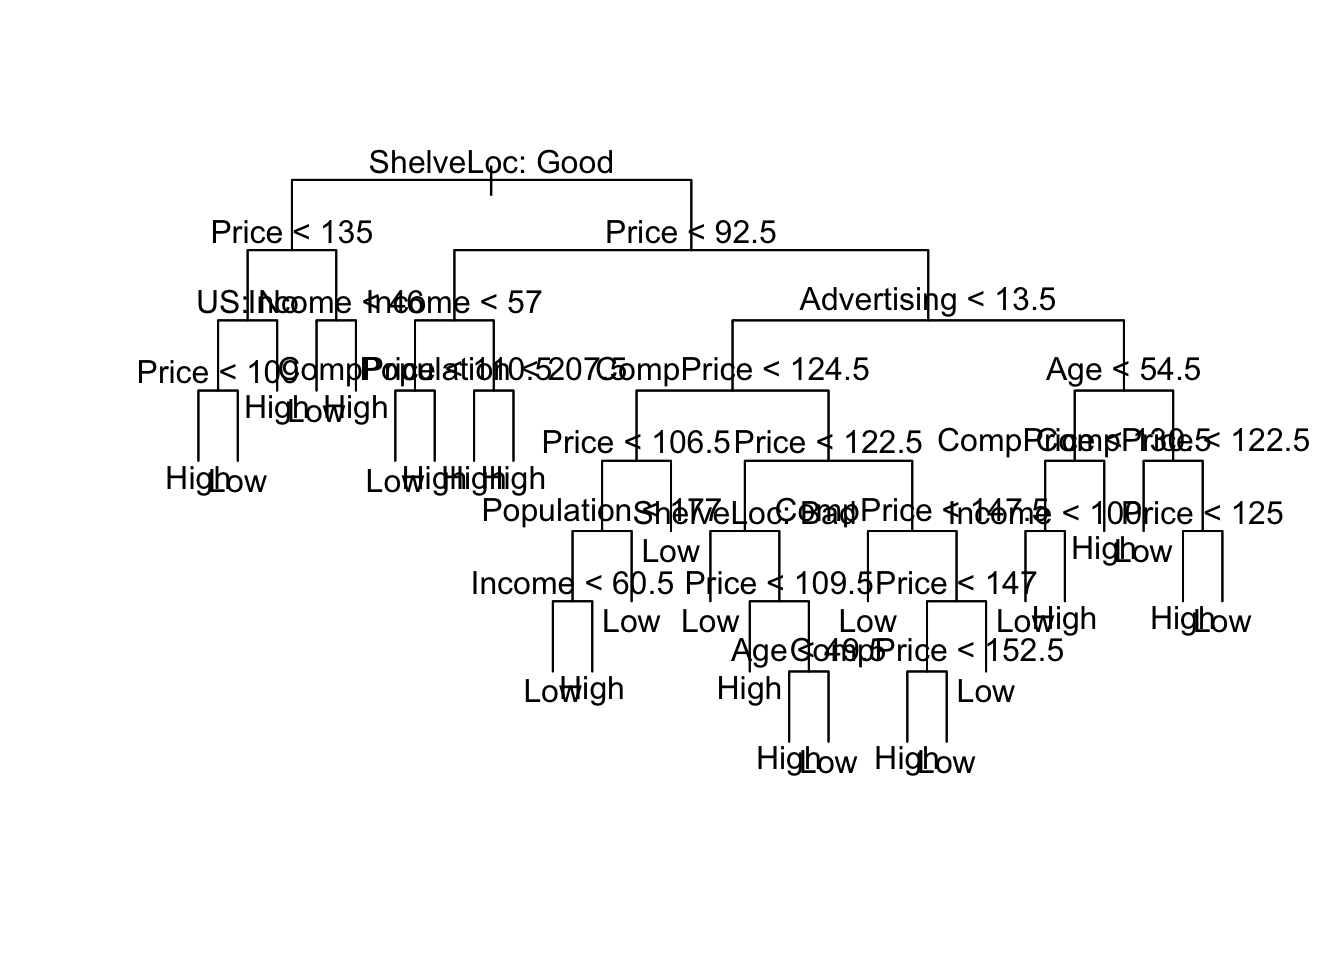 ShelveLoc: Good
Price < 135
Price < 92.5
US: No
Income < 46
Income < 57
Advertising < 13.5
Price < 109
CompPrice < 110.5
Population < 207.5
CompPrice < 124.5
Age < 54.5
High
Low
High
Price < 106.5
Price < 122.5
CompPrice < 130.5
CompPrice < 122.5
High
Low
Low
High
High
High
Population < 177
ShelveLoc: Bad
CompPrice < 147.5
Income < 100
Price < 125
Low
High
Low
Income < 60.5
Price < 109.5
Price < 147
Low
Low
Low
Low
High
High
Low
Age < 49.5
CompPrice < 152.5
Low
High
High
Low
High
Low
High
Low